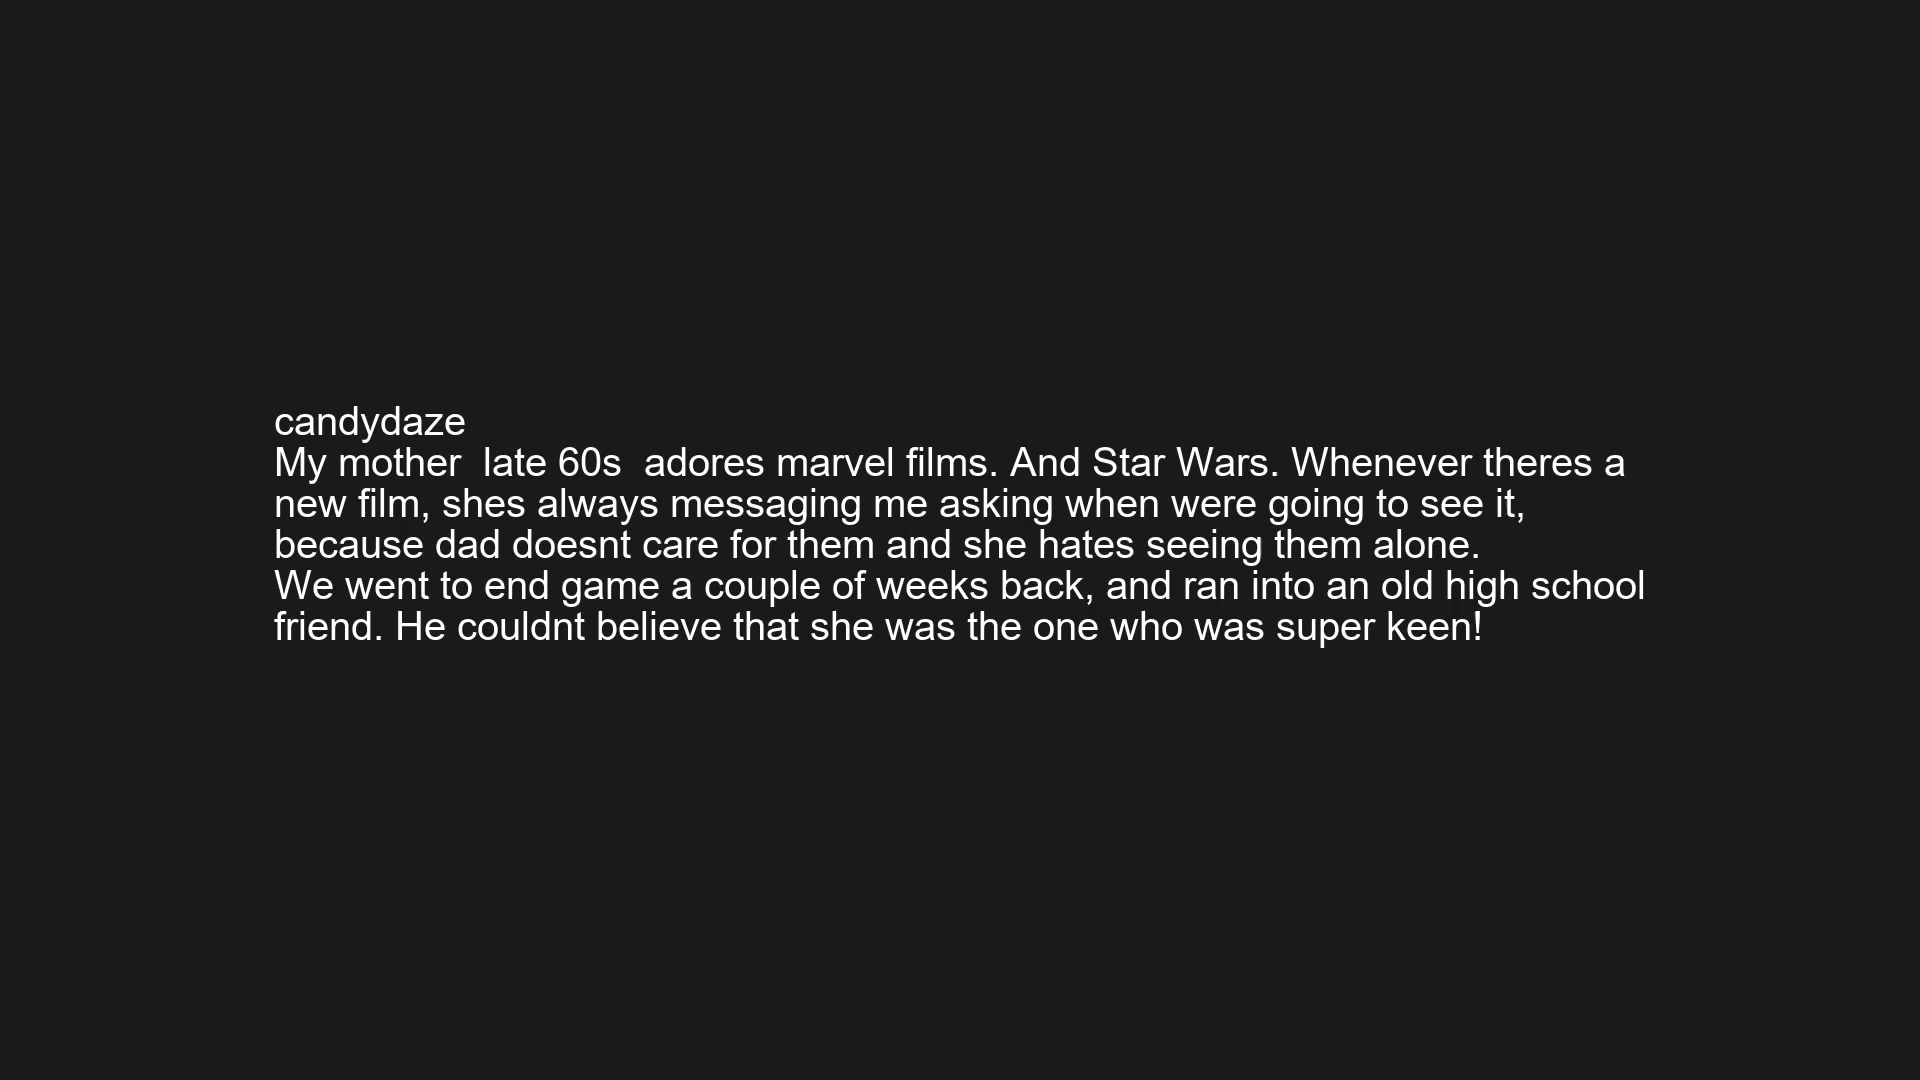 candydaze
My mother  late 60s  adores marvel films. And Star Wars. Whenever theres a
new film, shes always messaging me asking when were going to see it,
because dad doesnt care for them and she hates seeing them alone.
We went to end game a couple of weeks back, and ran into an old high school
friend. He couldnt believe that she was the one who was super keen!